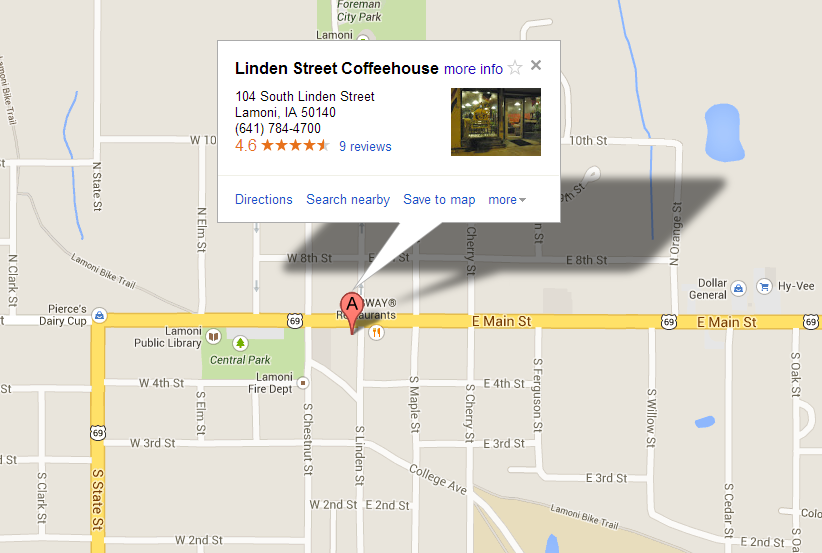 Foreman
City Park
Lamoni
Linden Street Coffeehouse more info
104 South Linden Street
Lamoni, IA 50140
(641) 784-4700
4.6 9 reviews
Directions Search nearby Save to map more
Lamoni Bike Trail
N State St
W 10
10th St
N Elm St
N Clark St
Lamoni Bike Trail
W 8th St
E
St
E 8th St
Cherry St
N Orange St
Dollar
General
Hy-Vee
Pierce's
Dairy Cup
69
A
WAY®
Restaurants
E Main St
69
E Main St
69
69
Lamoni
Public Library
Central Park
Lamoni
Fire Dept
W 4th St
E 4th St
S Elm St
S Chestnut St
S Linden St
S Maple St
S Cherry St
S Ferguson St
S Willow St
S Oak St
69
W 3rd St
E 3rd St
College Ave
E 3rd St
S State St
S Clark St
S Cedar St
W 2nd St
E 2nd St
W 2nd St
Lamoni Bike Trail
Colo